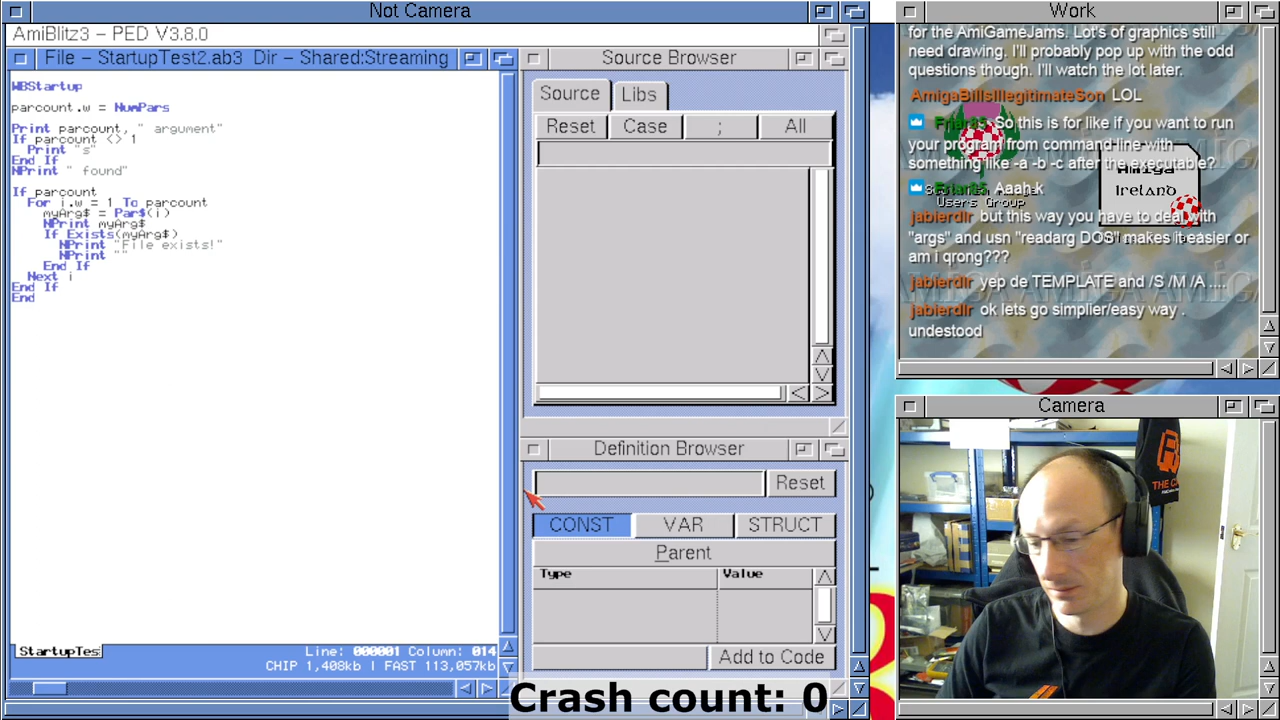 Not Camera
AmiBlitz3 - PED V3.8.0
File - StartupTest2.ab3 Dir - Shared:Streaming
WBStartup
parcount.w = NumPars
Print parcount, " argument"
If parcount <> 1
Print "s"
End If
NPrint " found"
If parcount
For i.w = 1 To parcount
myArg$ = Par$(i)
NPrint myArg$
If Exists(myArg$)
NPrint "File exists!"
NPrint ""
End If
Next i
End If
End
StartupTes
Line: 000001 Column: 014
CHIP 1,408kb | FAST 113,057kb
Source Browser
Source Libs
Reset Case ; All
Definition Browser
Reset
CONST VAR STRUCT
Parent
Type Value
Add to Code
Crash count: 0
Work
for the AmiGameJams. Lot's of graphics still
need drawing. I'll probably pop up with the odd
questions though. I'll watch the lot later.
AmigaBillsIllegitimateSon LOL
So this is for like if you want to run
your program from command line with
something like -a -b -c after the executable?
Aaah k
Users Group
Amiga
Ireland
jabierdlr but this way you have to deal with
"args" and usn "readarg DOS" makes it easier or
am i qrong???
jabierdlr yep de TEMPLATE and /S /M /A ....
jabierdlr ok lets go simplier/easy way .
undestood
Camera
THE